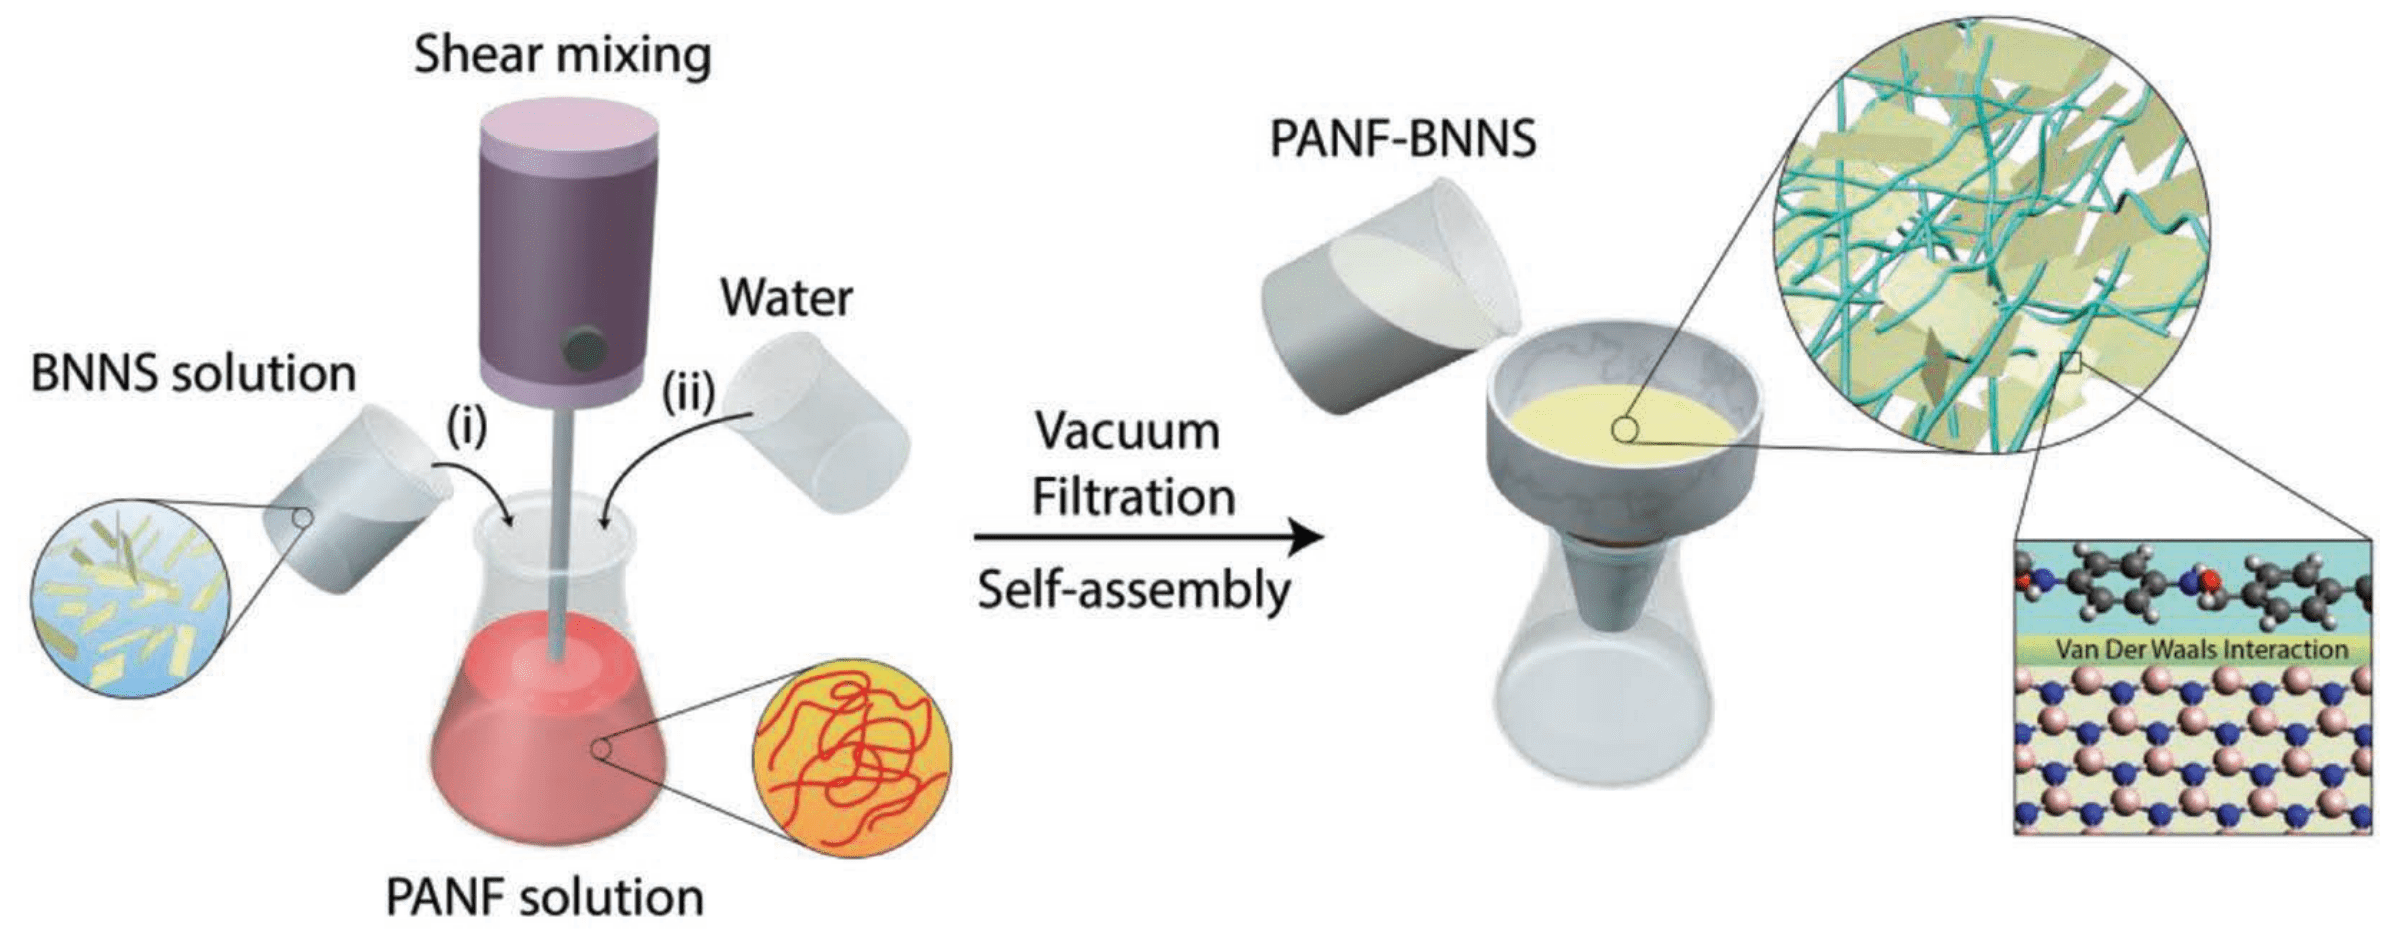 Shear mixing
BNNS solution
(i)
(ii)
Water
PANF solution
Vacuum
Filtration
Self-assembly
PANF-BNNS
Van Der Waals Interaction